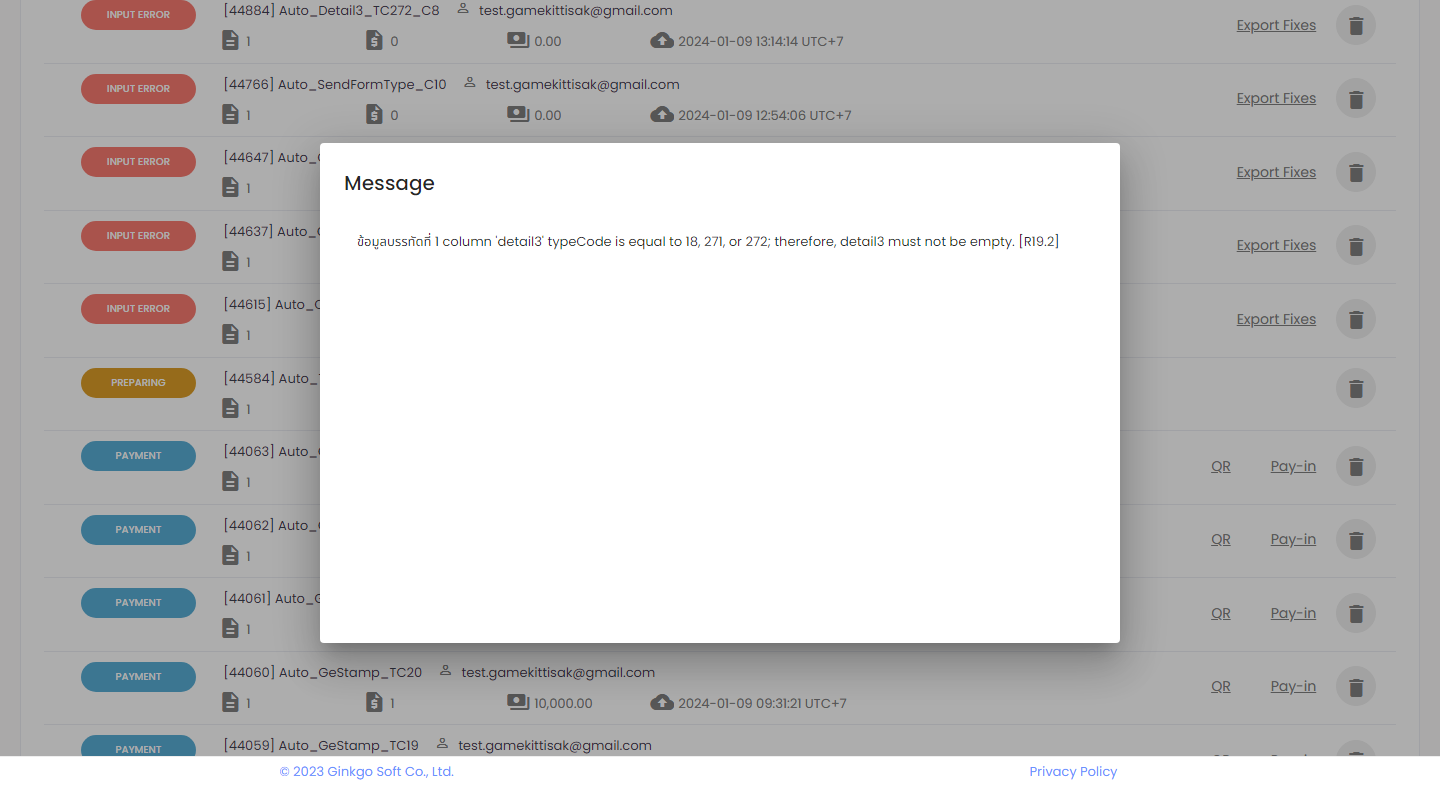 INPUT ERROR [44884] Auto_Detail3_TC272_C8 test.gamekittisak@gmail.com
1 0 0.00 2024-01-09 13:14:14 UTC+7 Export Fixes
INPUT ERROR [44766] Auto_SendFormType_C10 test.gamekittisak@gmail.com
1 0 0.00 2024-01-09 12:54:06 UTC+7 Export Fixes
INPUT ERROR [44647] Auto_
1 Export Fixes
Message
INPUT ERROR [44637] Auto_
ข้อมูลบรรทัดที่ 1 column 'detail3' typeCode is equal to 18, 271, or 272; therefore, detail3 must not be empty. [R19.2]
1 Export Fixes
INPUT ERROR [44615] Auto_
1 Export Fixes
PREPARING [44584] Auto_
1
PAYMENT [44063] Auto_
1 QR Pay-in
PAYMENT [44062] Auto_
1 QR Pay-in
PAYMENT [44061] Auto_
1 QR Pay-in
PAYMENT [44060] Auto_GeStamp_TC20 test.gamekittisak@gmail.com
1 1 10,000.00 2024-01-09 09:31:21 UTC+7 QR Pay-in
PAYMENT [44059] Auto_GeStamp_TC19 test.gamekittisak@gmail.com
© 2023 Ginkgo Soft Co., Ltd. Privacy Policy